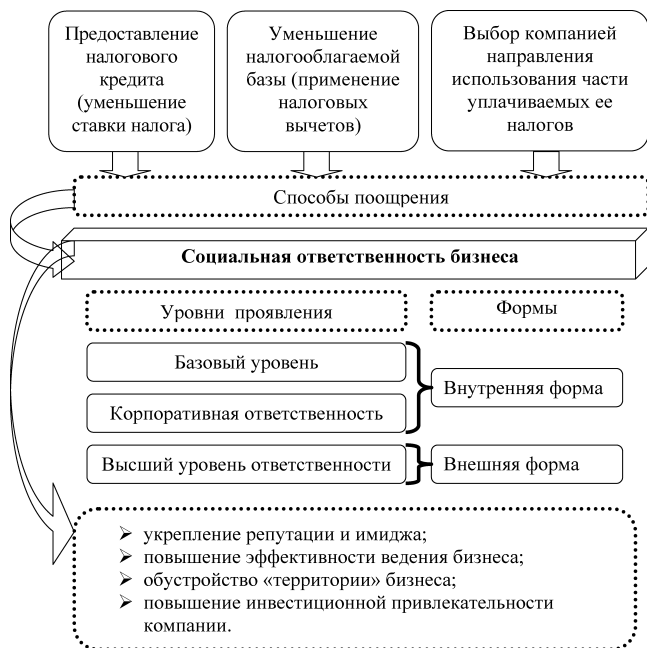 Предоставление
налогового
кредита
(уменьшение
ставки налога)
Уменьшение
налогооблагаемой
базы (применение
налоговых
вычетов)
Выбор компанией
направления
использования части
уплачиваемых ее
налогов
Способы поощрения
Социальная ответственность бизнеса
Уровни проявления
Формы
Базовый уровень
Корпоративная ответственность
Внутренняя форма
Высший уровень ответственности
Внешняя форма
укрепление репутации и имиджа;
повышение эффективности ведения бизнеса;
обустройство «территории» бизнеса;
повышение инвестиционной привлекательности
компании.